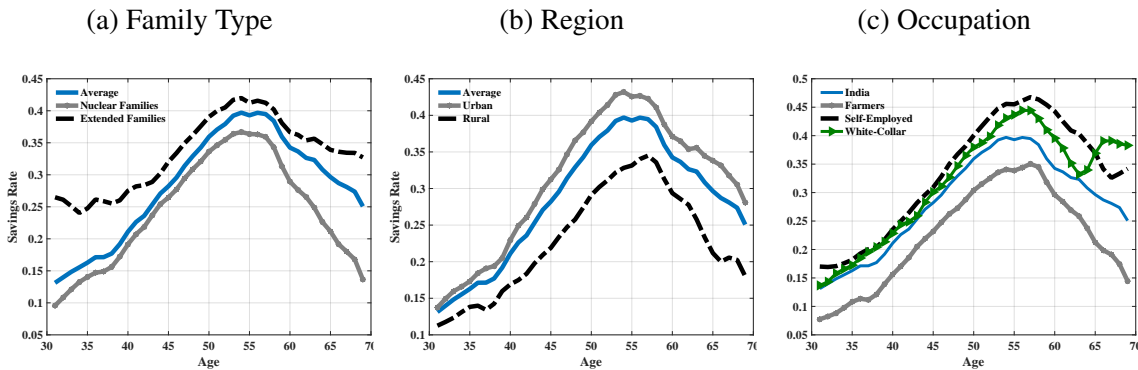 (a) Family Type
(b) Region
(c) Occupation
0.45
0.4
0.35
0.3
0.25
0.2
0.15
0.1
0.05
Savings Rate
Average
Nuclear Families
Extended Families
30 35 40 45 50 55 60 65 70
Age
0.45
0.4
0.35
0.3
0.25
0.2
0.15
0.1
0.05
Savings Rate
Average
Urban
Rural
30 35 40 45 50 55 60 65 70
Age
0.5
0.45
0.4
0.35
0.3
0.25
0.2
0.15
0.1
0.05
Savings Rate
India
Farmers
Self-Employed
White-Collar
30 35 40 45 50 55 60 65 70
Age